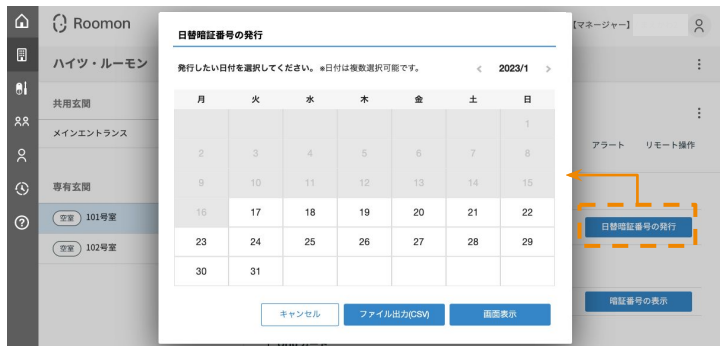 Roomon
【マネージャー】
ハイツ・ルーモン
共用玄関
メインエントランス
アラート リモート操作
専有玄関
空室 101号室
空室 102号室
日替暗証番号の発行
発行したい日付を選択してください。 ※日付は複数選択可能です。 < 2023/1 >
月 火 水 木 金 土 日
1
2 3 4 5 6 7 8
9 10 11 12 13 14 15
16 17 18 19 20 21 22
23 24 25 26 27 28 29
30 31
キャンセル ファイル出力(CSV) 画面表示
日替暗証番号の発行
暗証番号の表示